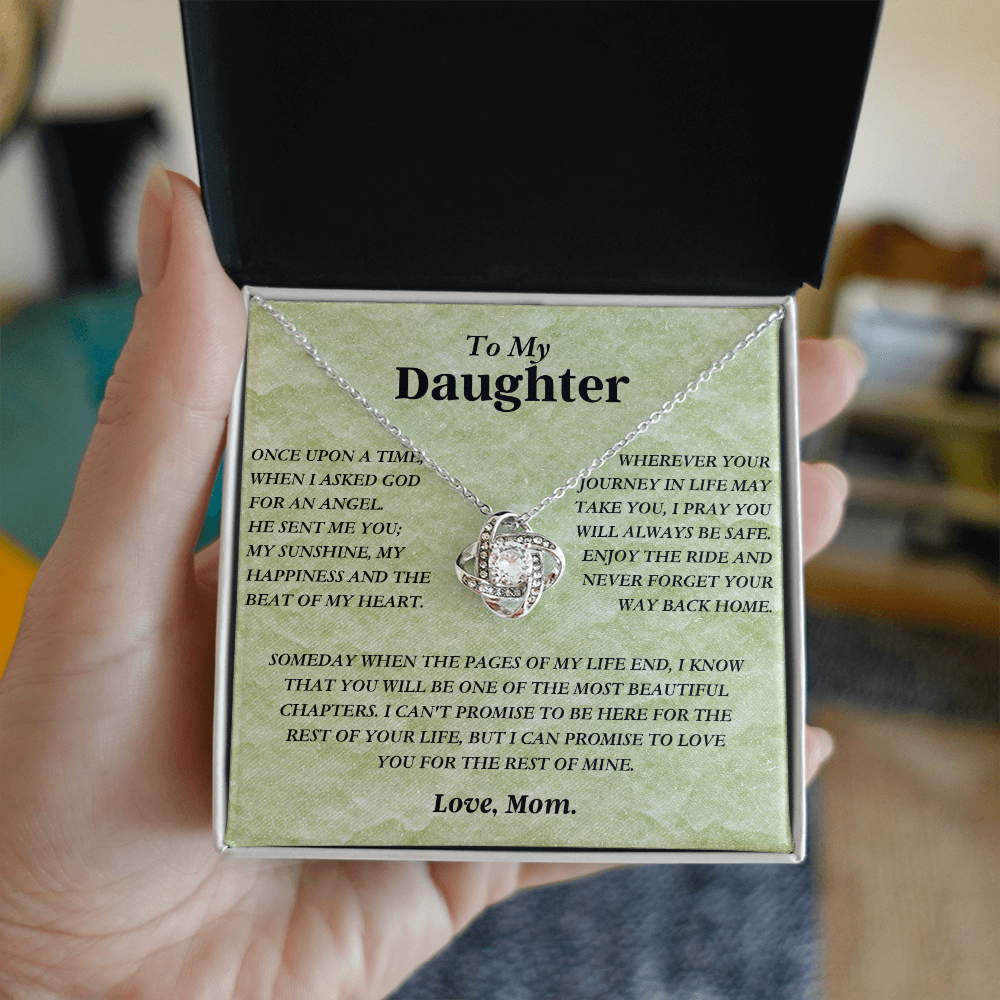 To My
Daughter
ONCE UPON A TIME,
WHEN I ASKED GOD
FOR AN ANGEL.
HE SENT ME YOU;
MY SUNSHINE, MY
HAPPINESS AND THE
BEAT OF MY HEART.
WHEREVER YOUR
JOURNEY IN LIFE MAY
TAKE YOU, I PRAY YOU
WILL ALWAYS BE SAFE.
ENJOY THE RIDE AND
NEVER FORGET YOUR
WAY BACK HOME.
SOMEDAY WHEN THE PAGES OF MY LIFE END, I KNOW
THAT YOU WILL BE ONE OF THE MOST BEAUTIFUL
CHAPTERS. I CAN'T PROMISE TO BE HERE FOR THE
REST OF YOUR LIFE, BUT I CAN PROMISE TO LOVE
YOU FOR THE REST OF MINE.
Love, Mom.